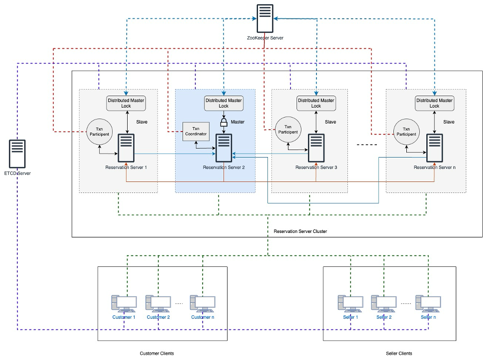 ZooKeeper Server
Distributed Master
Lock
Distributed Master
Lock
Distributed Master
Lock
Distributed Master
Lock
Slave
Master
Slave
Slave
Txn
Participant
Txn
Coordinator
Txn
Participant
Txn
Participant
ETCD Server
Reservation Server 1
Reservation Server 2
Reservation Server 3
Reservation Server n
Reservation Server Cluster
Customer 1
Customer 2
Customer n
Seller 1
Seller 2
Seller n
Customer Clients
Seller Clients